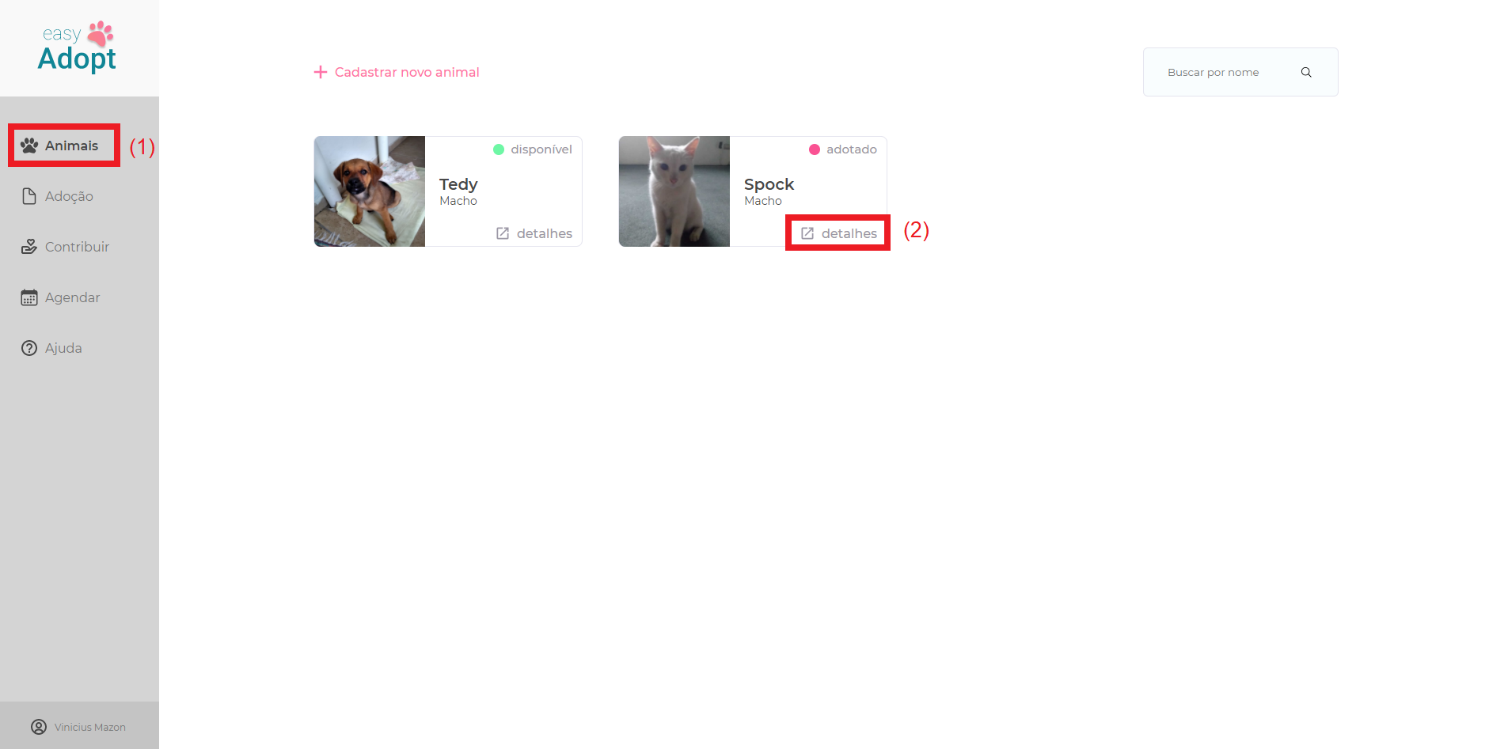 easy
Adopt
Animais
(1)
Adoção
Contribuir
Agendar
Ajuda
Vinicius Mazon
Cadastrar novo animal
Buscar por nome
disponível
Tedy
Macho
detalhes
adotado
Spock
Macho
detalhes
(2)